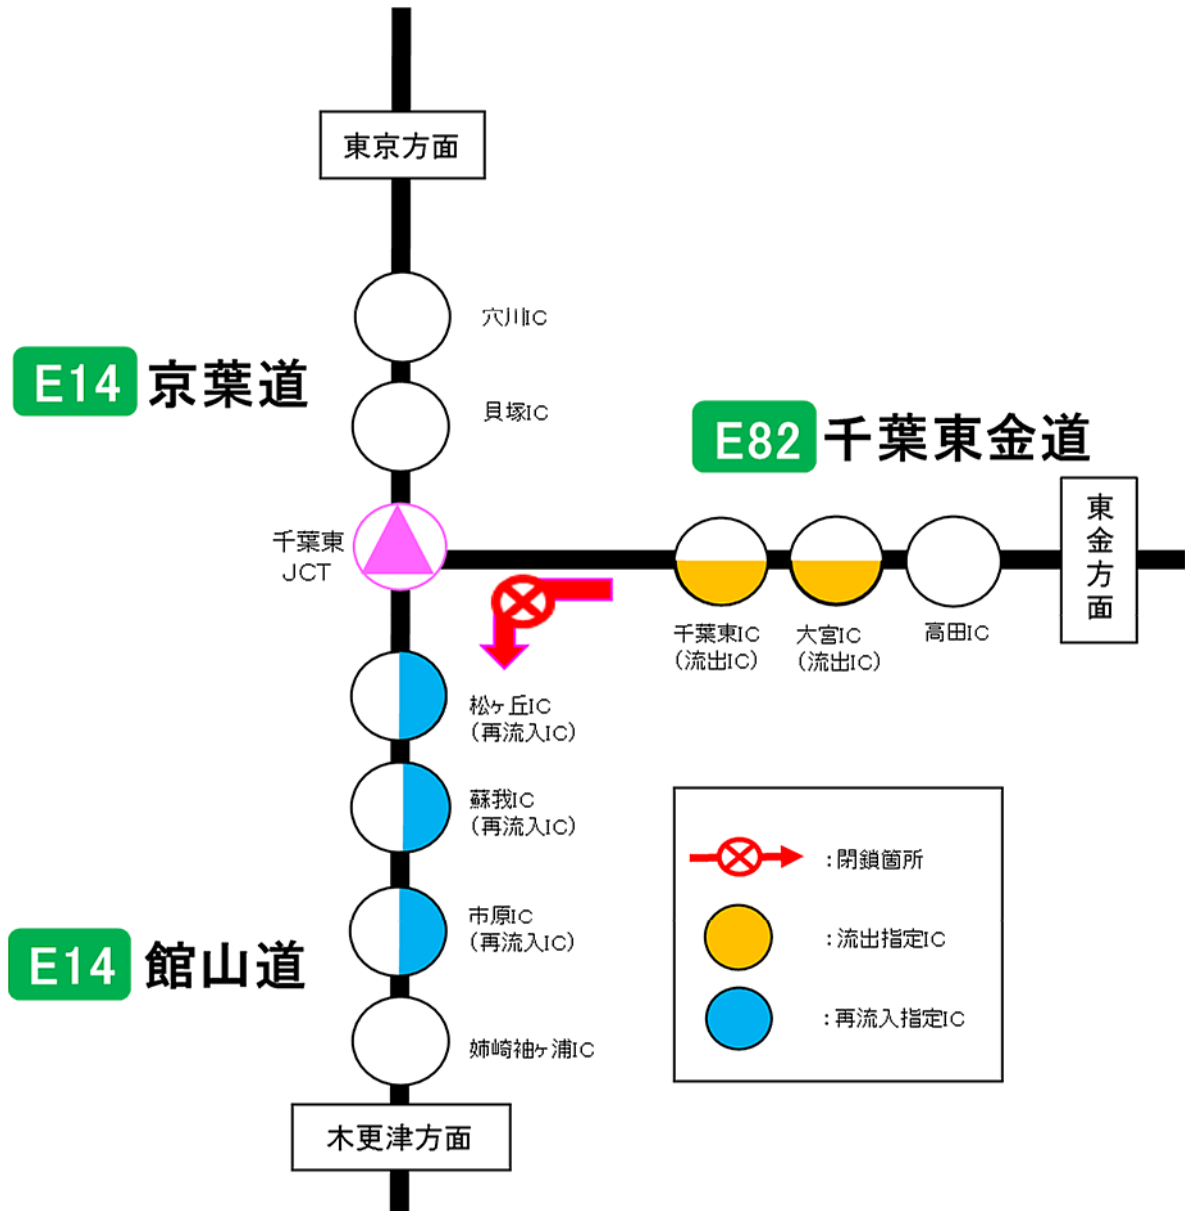 東京方面
穴川IC
E14 京葉道
貝塚IC
E82 千葉東金道
東金方面
千葉東
JCT
千葉東IC
(流出IC)
大宮IC
(流出IC)
高田IC
松ヶ丘IC
(再流入IC)
蘇我IC
(再流入IC)
:閉鎖箇所
市原IC
(再流入IC)
:流出指定IC
E14 館山道
:再流入指定IC
姉崎袖ヶ浦IC
木更津方面